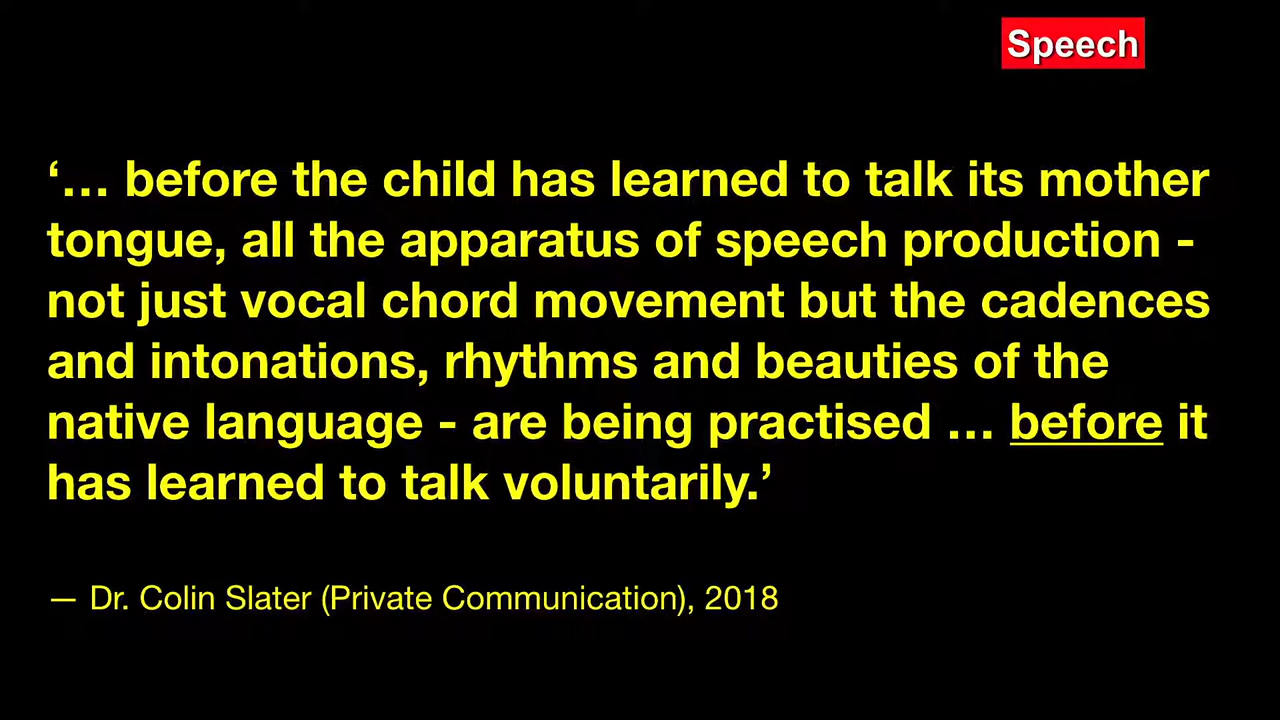 Speech
‘… before the child has learned to talk its mother
tongue, all the apparatus of speech production -
not just vocal chord movement but the cadences
and intonations, rhythms and beauties of the
native language - are being practised … before it
has learned to talk voluntarily.’
— Dr. Colin Slater (Private Communication), 2018